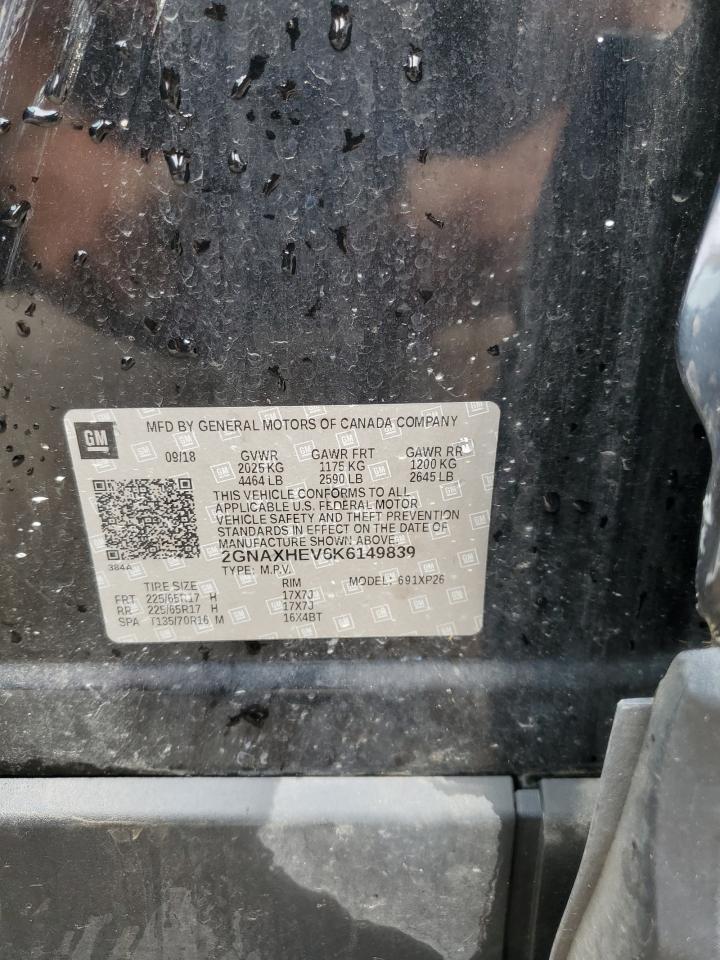 GM
MFD BY GENERAL MOTORS OF CANADA COMPANY
09/18 GVWR GAWR FRT GAWR RR
2025 KG 1175 KG 1200 KG
4464 LB 2590 LB 2645 LB
THIS VEHICLE CONFORMS TO ALL
APPLICABLE U.S. FEDERAL MOTOR
VEHICLE SAFETY AND THEFT PREVENTION
STANDARDS IN EFFECT ON THE DATE OF
MANUFACTURE SHOWN ABOVE.
2GNAXHEV6K6149839
384A
TYPE: M.P.V.
TIRE SIZE RIM MODEL: 691XP26
FRT 225/65R17 H 17X7J
RR 225/65R17 H 17X7J
SPA T135/70R16 M 16X4BT